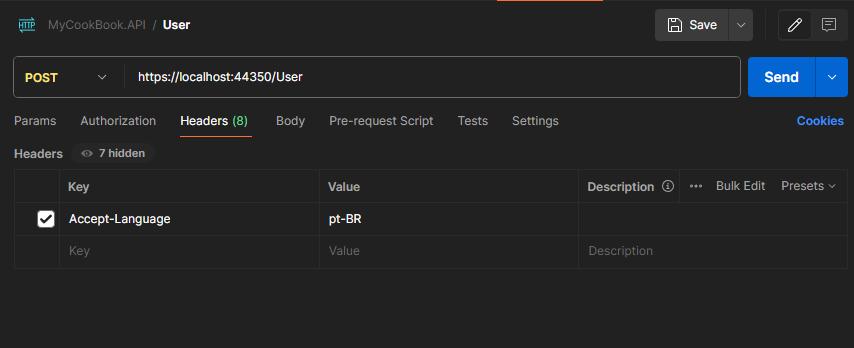 HTTP MyCookBook.API / User Save
POST https://localhost:44350/User Send
Params Authorization Headers (8) Body Pre-request Script Tests Settings Cookies
Headers 7 hidden
Key Value Description Bulk Edit Presets
Accept-Language pt-BR
Key Value Description